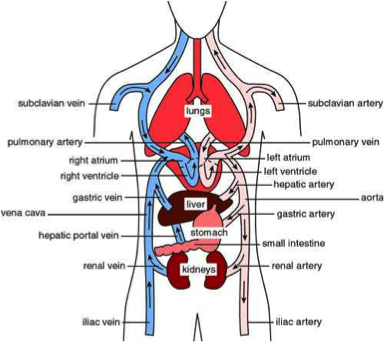 subclavian vein
subclavian artery
lungs
pulmonary artery
pulmonary vein
right atrium
left atrium
right ventricle
left ventricle
hepatic artery
gastric vein
aorta
liver
vena cava
gastric artery
hepatic portal vein
stomach
small intestine
renal vein
kidneys
renal artery
iliac vein
iliac artery